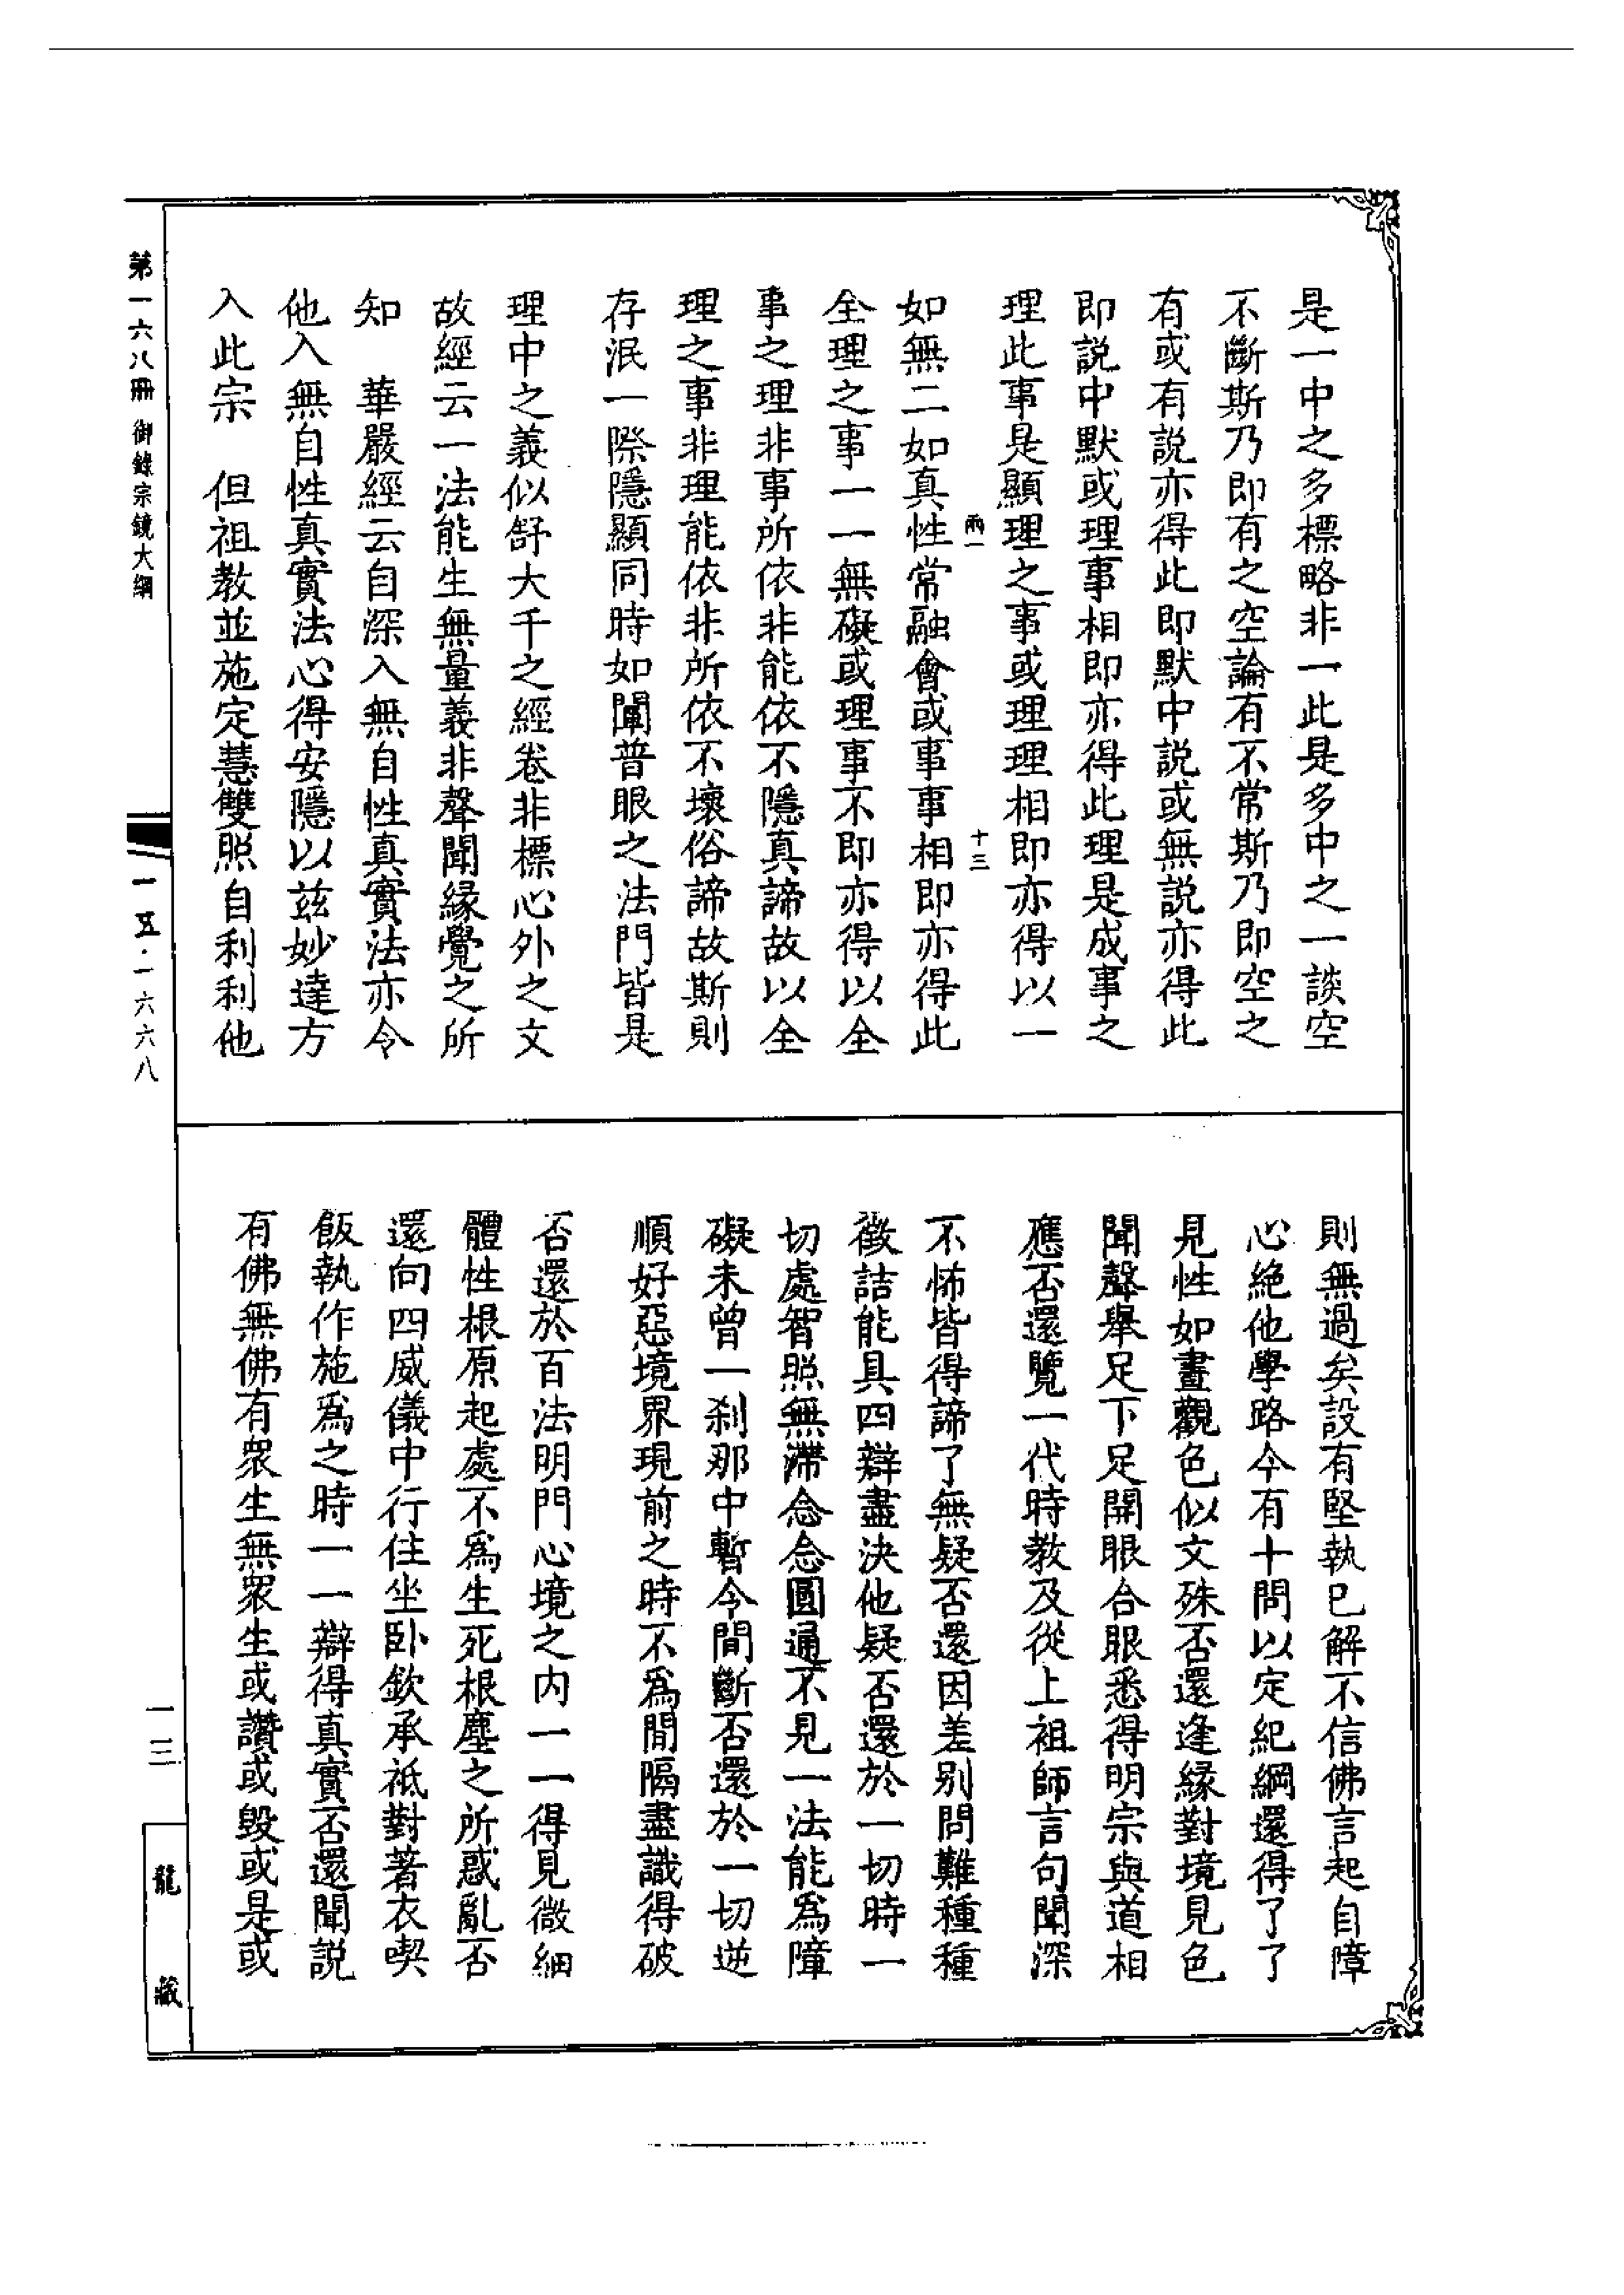 是一中之多標略非一此是多中之一談空
不斷斯乃即有之空論有不常斯乃即空之
有或有説亦得此即默中説或無説亦得此
即説中默或理事相即亦得此理是成事之
理此事是顯理之事或理理相即亦得以一
兩一
十三
如無二如真性常融會或事事相即亦得此
全理之事一一無礙或理事不即亦得以全
事之理非事所依非能依不隱真諦故以全
理之事非理能依非所依不壞俗諦故斯則
存泯一際隱顯同時如闡普眼之法門皆是
理中之義似舒大千之經卷非標心外之文
故經云一法能生無量義非聲聞緣覺之所
知　華嚴經云自深入無自性真實法亦令
他入無自性真實法心得安隱以兹妙達方
入此宗　但祖教並施定慧雙照自利利他
則無過矣設有堅執已解不信佛言起自障
心絶他學路今有十問以定紀綱還得了了
見性如晝觀色似文殊否還逢緣對境見色
聞聲舉足下足開眼合眼悉得明宗與道相
應否還覽一代時教及從上祖師言句聞深
不怖皆得諦了無疑否還因差别問難種種
徵詰能具四辯盡決他疑否還於一切時一
切處智照無滯念念圓通不見一法能爲障
礙未曾一刹那中暫令間斷否還於一切逆
順好惡境界現前之時不爲間隔盡識得破
否還於百法明門心境之内一一得見微細
體性根原起處不爲生死根塵之所惑亂否
還向四威儀中行住坐卧欽承祗對著衣喫
飯執作施爲之時一一辯得真實否還聞説
有佛無佛有衆生無衆生或讚或毁或是或
第一六八冊　御錄宗鏡大綱
一五·一六六八
一三
龍藏